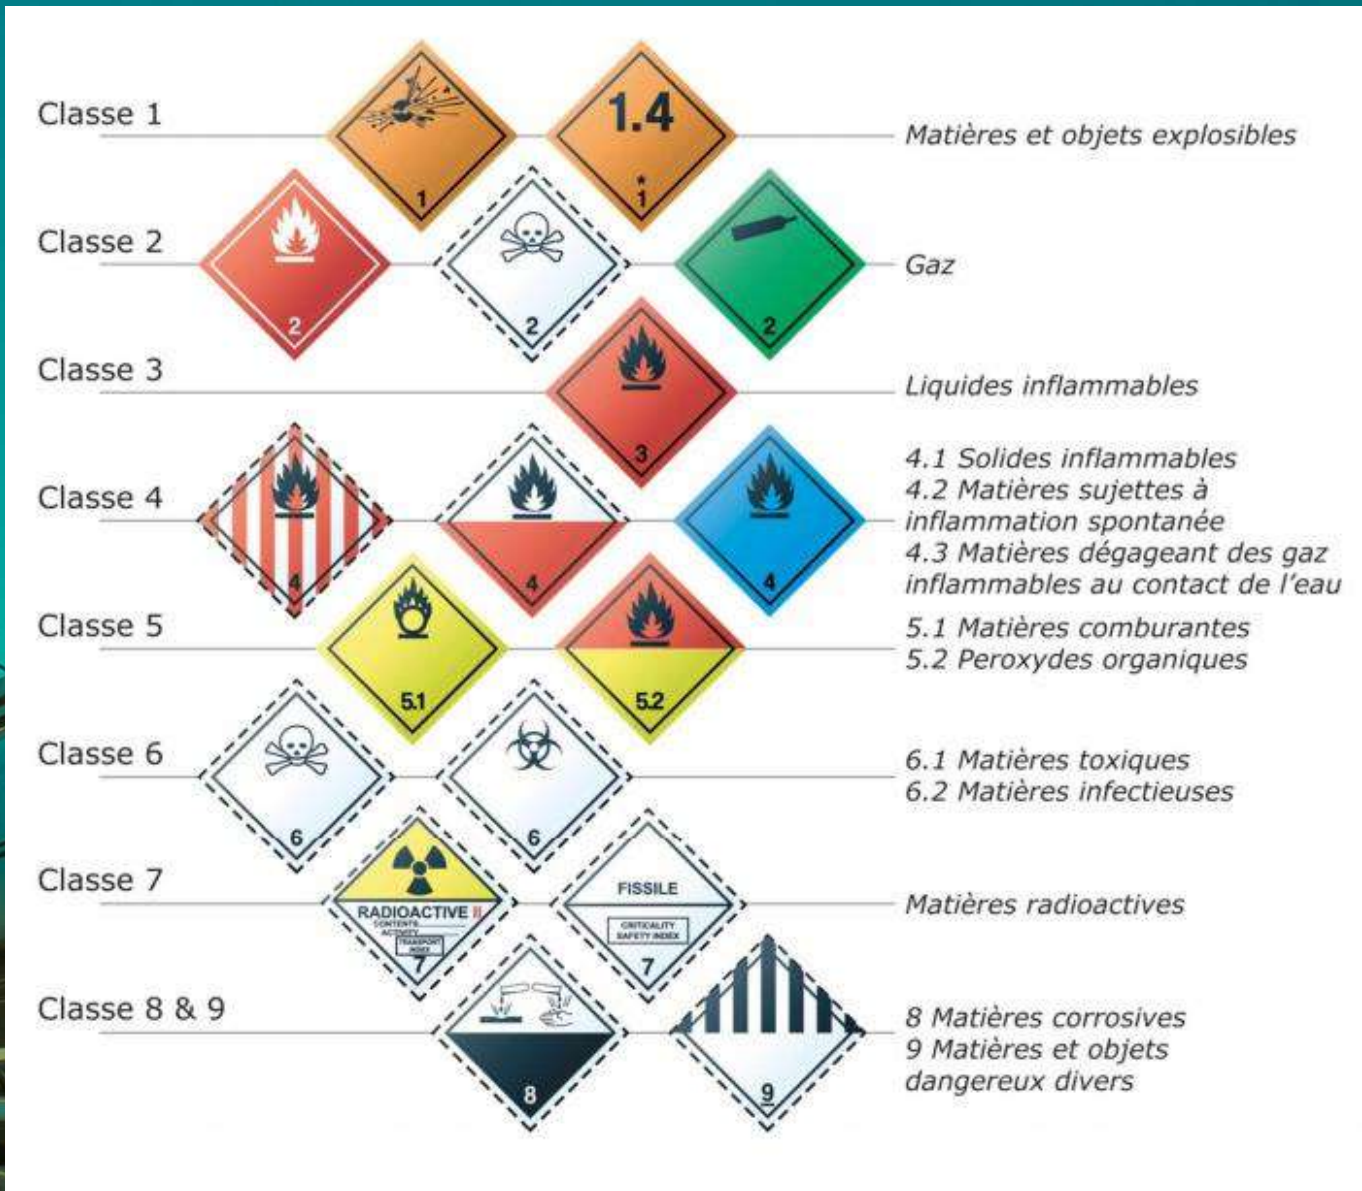 Classe 1
1
1.4
*
1
Matières et objets explosibles
Classe 2
2
2
2
Gaz
Classe 3
3
Liquides inflammables
Classe 4
4
4
4
4.1 Solides inflammables
4.2 Matières sujettes à
inflammation spontanée
4.3 Matières dégageant des gaz
inflammables au contact de l'eau
Classe 5
5.1
5.2
5.1 Matières comburantes
5.2 Peroxydes organiques
Classe 6
6
6
6.1 Matières toxiques
6.2 Matières infectieuses
Classe 7
RADIOACTIVE II
CONTENTS
ACTIVITY
TRANSPORT
INDEX
7
FISSILE
CRITICALITY
SAFETY INDEX
7
Matières radioactives
Classe 8 & 9
8
9
8 Matières corrosives
9 Matières et objets
dangereux divers